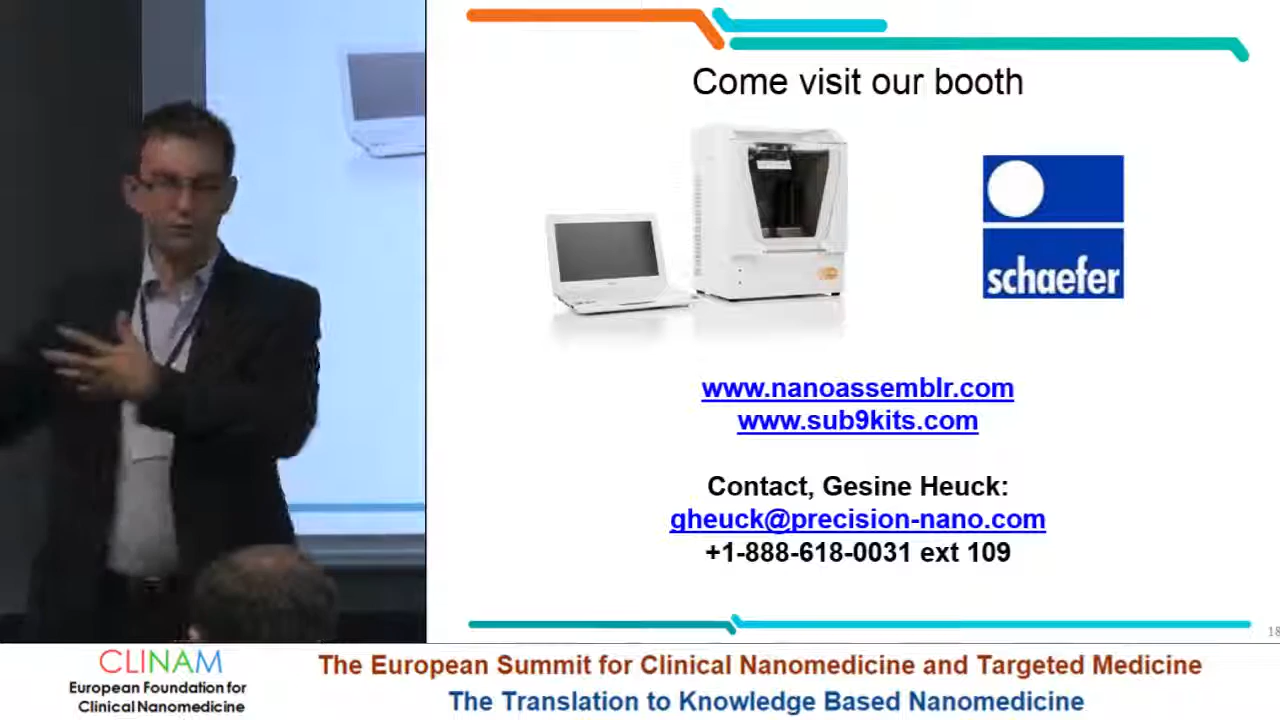 Come visit our booth
schaefer
www.nanoassemblr.com
www.sub9kits.com
Contact, Gesine Heuck:
gheuck@precision-nano.com
+1-888-618-0031 ext 109
18
CLINAM
European Foundation for
Clinical Nanomedicine
The European Summit for Clinical Nanomedicine and Targeted Medicine
The Translation to Knowledge Based Nanomedicine